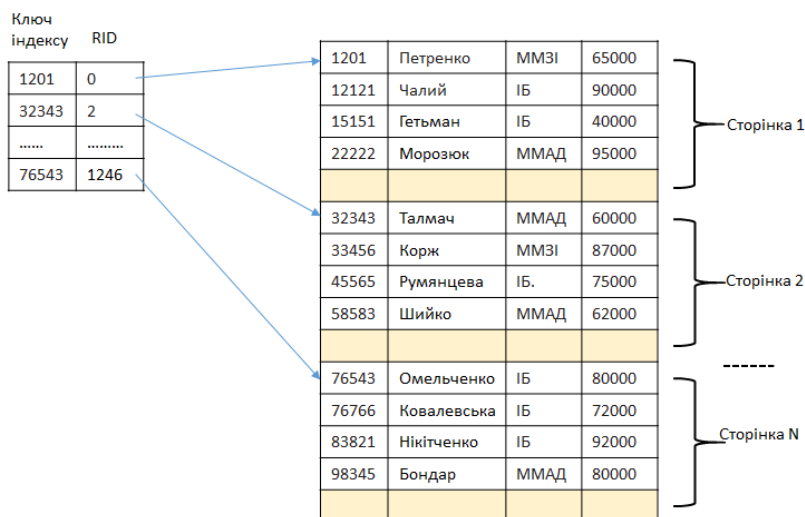 Ключ
індексу RID
1201 0
32343 2
...... .........
76543 1246
1201 Петренко ММЗІ 65000
12121 Чалий ІБ 90000
15151 Гетьман ІБ 40000
22222 Морозюк ММАД 95000
Сторінка 1
32343 Талмач ММАД 60000
33456 Корж ММЗІ 87000
45565 Румянцева ІБ. 75000
58583 Шийко ММАД 62000
Сторінка 2
-------
76543 Омельченко ІБ 80000
76766 Ковалевська ІБ 72000
83821 Нікітченко ІБ 92000
98345 Бондар ММАД 80000
Сторінка N